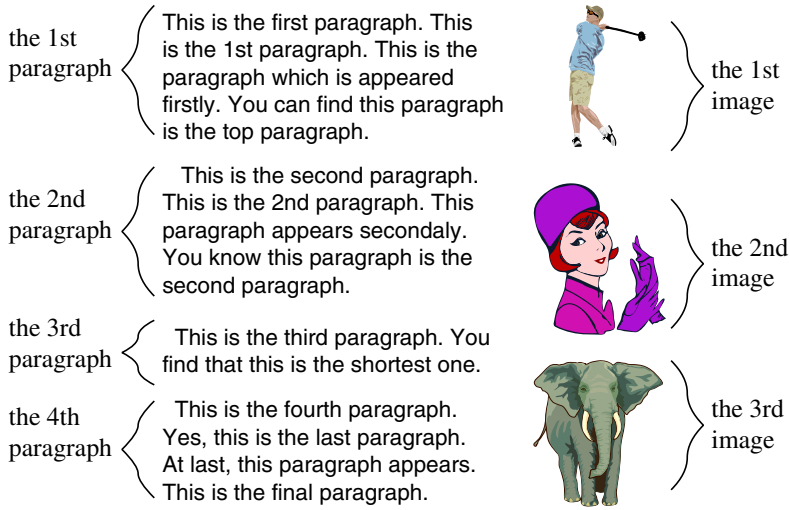 the 1st
paragraph
This is the first paragraph. This
is the 1st paragraph. This is the
paragraph which is appeared
firstly. You can find this paragraph
is the top paragraph.
the 1st
image
the 2nd
paragraph
This is the second paragraph.
This is the 2nd paragraph. This
paragraph appears secondaly.
You know this paragraph is the
second paragraph.
the 2nd
image
the 3rd
paragraph
This is the third paragraph. You
find that this is the shortest one.
the 4th
paragraph
This is the fourth paragraph.
Yes, this is the last paragraph.
At last, this paragraph appears.
This is the final paragraph.
the 3rd
image